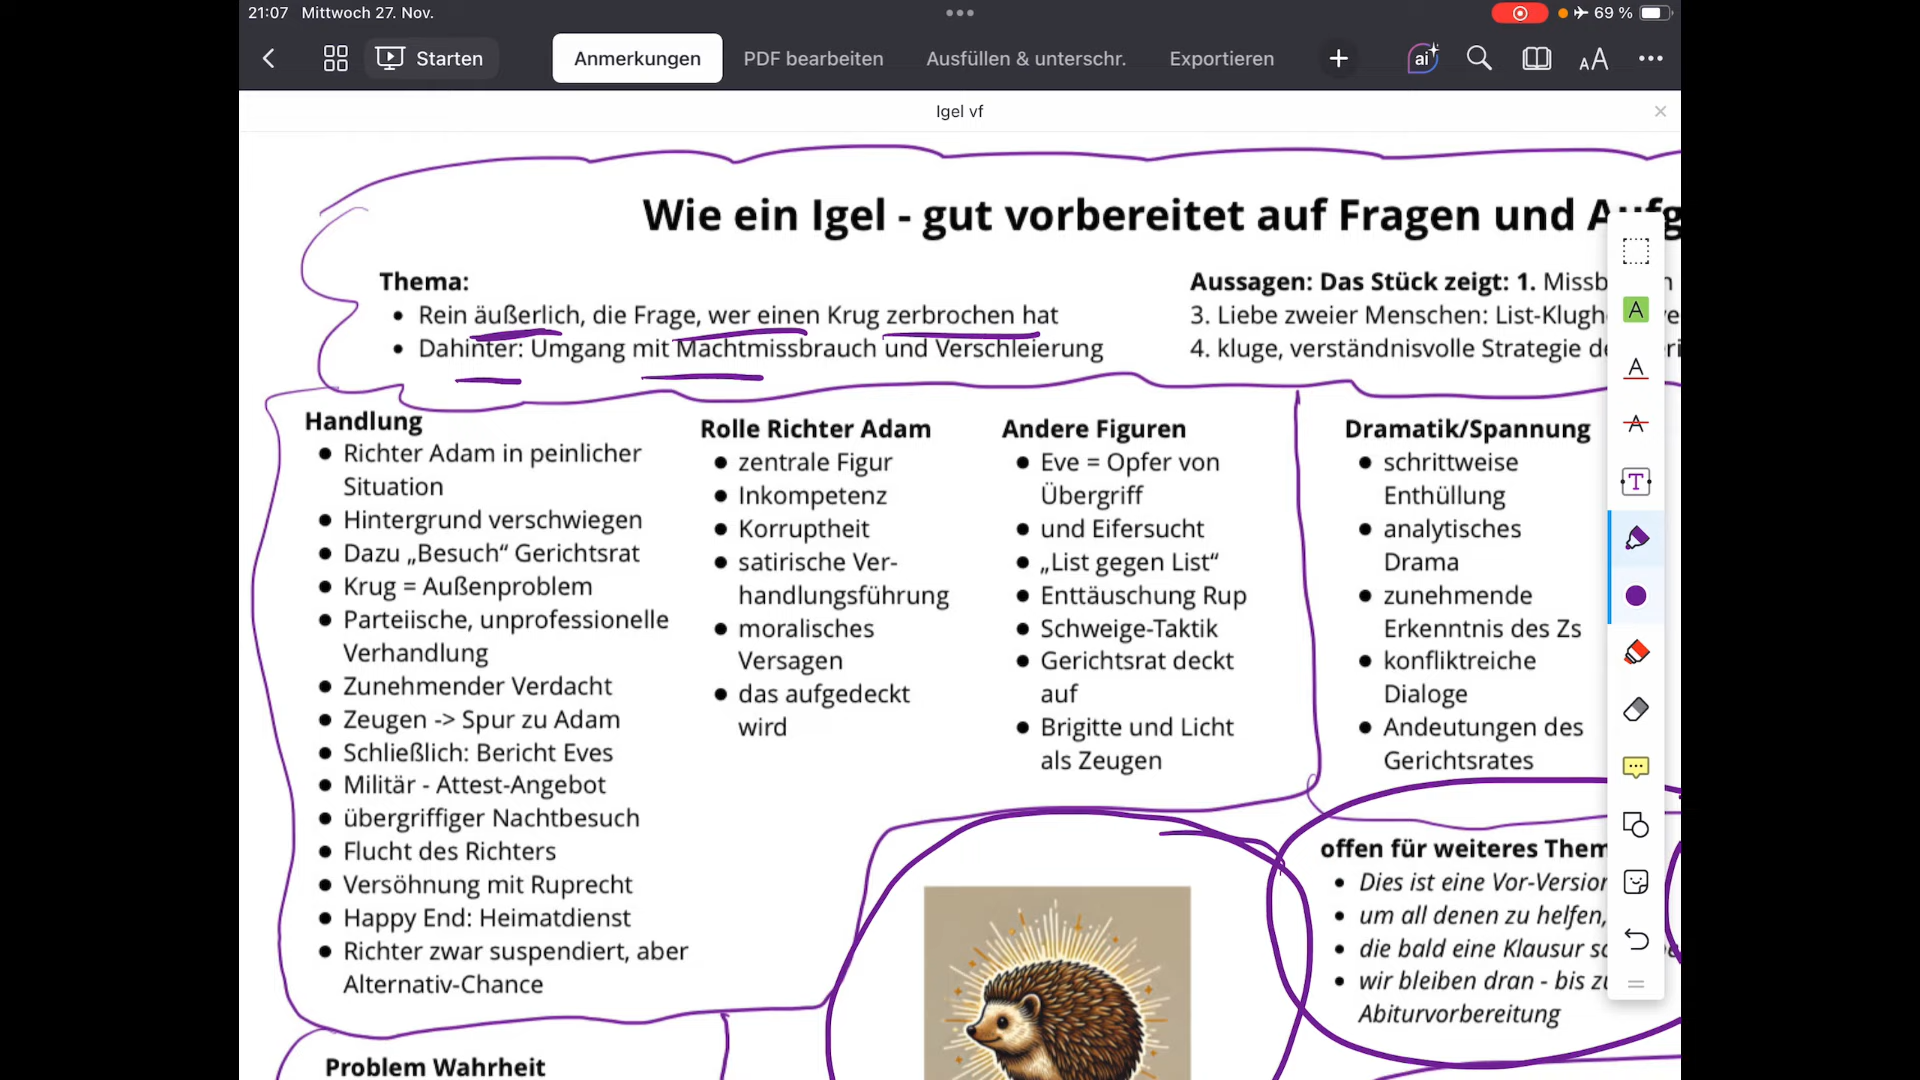 21:07 Mittwoch 27. Nov.
69 %
Starten
Anmerkungen
PDF bearbeiten
Ausfüllen & unterschr.
Exportieren
ai
Igel vf
Wie ein Igel - gut vorbereitet auf Fragen und
Thema:
Rein äußerlich, die Frage, wer einen Krug zerbrochen hat
Dahinter: Umgang mit Machtmissbrauch und Verschleierung
Aussagen: Das Stück zeigt: 1.
3. Liebe zweier Menschen:
4. kluge, verständnisvolle Strategie
Handlung
Richter Adam in peinlicher
Situation
Hintergrund verschwiegen
Dazu „Besuch“ Gerichtsrat
Krug = Außenproblem
Parteiische, unprofessionelle
Verhandlung
Zunehmender Verdacht
Zeugen -> Spur zu Adam
Schließlich: Bericht Eves
Militär - Attest-Angebot
übergriffiger Nachtbesuch
Flucht des Richters
Versöhnung mit Ruprecht
Happy End: Heimatdienst
Richter zwar suspendiert, aber
Alternativ-Chance
Rolle Richter Adam
zentrale Figur
Inkompetenz
Korruptheit
satirische Ver-
handlungsführung
moralisches
Versagen
das aufgedeckt
wird
Andere Figuren
Eve = Opfer von
Übergriff
und Eifersucht
„List gegen List“
Enttäuschung Rup
Schweige-Taktik
Gerichtsrat deckt
auf
Brigitte und Licht
als Zeugen
Dramatik/Spannung
schrittweise
Enthüllung
analytisches
Drama
zunehmende
Erkenntnis des Zs
konfliktreiche
Dialoge
Andeutungen des
Gerichtsrates
offen für weiteres
Dies ist eine Vor-Version
um all denen zu helfen,
die bald eine Klausur
wir bleiben dran - bis
Abiturvorbereitung
Problem Wahrheit